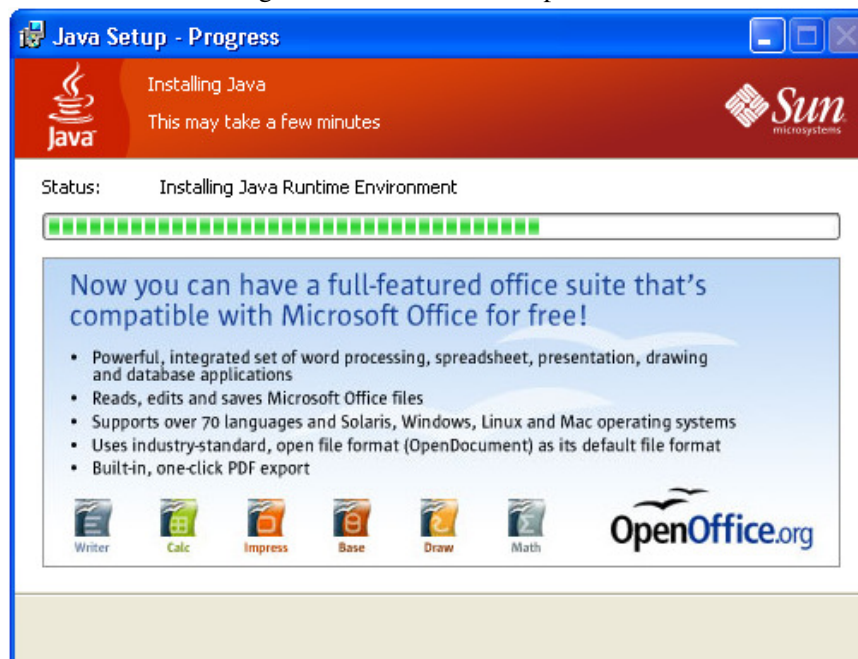 Java Setup - Progress
Installing Java
This may take a few minutes
Java
Sun
microsystems
Status: Installing Java Runtime Environment
Now you can have a full-featured office suite that's
compatible with Microsoft Office for free!
• Powerful, integrated set of word processing, spreadsheet, presentation, drawing
and database applications
• Reads, edits and saves Microsoft Office files
• Supports over 70 languages and Solaris, Windows, Linux and Mac operating systems
• Uses industry-standard, open file format (OpenDocument) as its default file format
• Built-in, one-click PDF export
Writer Calc Impress Base Draw Math
OpenOffice.org